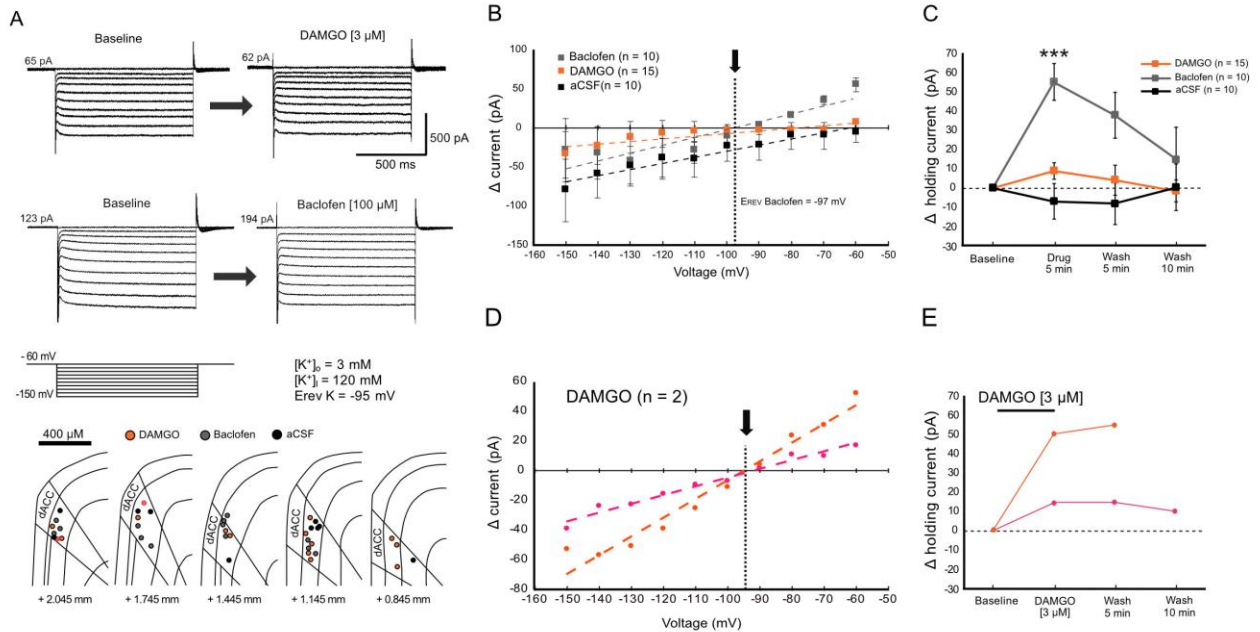 A
Baseline
DAMGO [3 µM]
65 pA
62 pA
500 pA
500 ms
Baseline
Baclofen [100 µM]
123 pA
194 pA
- 60 mV
-150 mV
[K+]o = 3 mM
[K+]i = 120 mM
Erev K = -95 mV
400 µM
DAMGO
Baclofen
aCSF
dACC
dACC
dACC
dACC
dACC
+ 2.045 mm
+ 1.745 mm
+ 1.445 mm
+ 1.145 mm
+ 0.845 mm
B
Baclofen (n = 10)
DAMGO (n = 15)
aCSF(n = 10)
Δ current (pA)
100
50
0
-50
-100
-150
EREV Baclofen = -97 mV
-160 -150 -140 -130 -120 -110 -100 -90 -80 -70 -60 -50
Voltage (mV)
C
***
DAMGO (n = 15)
Baclofen (n = 10)
aCSF (n = 10)
Δ holding current (pA)
70
60
50
40
30
20
10
0
-10
-20
-30
Baseline
Drug
5 min
Wash
5 min
Wash
10 min
D
DAMGO (n = 2)
Δ current (pA)
60
40
20
0
-20
-40
-60
-80
-160 -150 -140 -130 -120 -110 -100 -90 -80 -70 -60 -50
Voltage (mV)
E
DAMGO [3 µM]
Δ holding current (pA)
70
60
50
40
30
20
10
0
-10
-20
-30
Baseline
DAMGO
[3 µM]
Wash
5 min
Wash
10 min